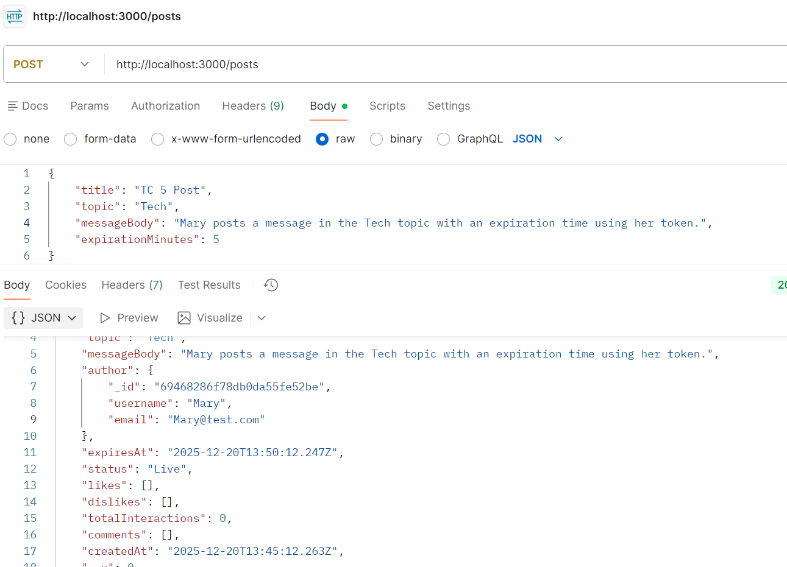 HTTP http://localhost:3000/posts
POST http://localhost:3000/posts
Docs Params Authorization Headers (9) Body Scripts Settings
none form-data x-www-form-urlencoded raw binary GraphQL JSON
1 {
2 "title": "TC 5 Post",
3 "topic": "Tech",
4 "messageBody": "Mary posts a message in the Tech topic with an expiration time using her token.",
5 "expirationMinutes": 5
6 }
Body Cookies Headers (7) Test Results 20
{} JSON Preview Visualize
4 "topic": "Tech",
5 "messageBody": "Mary posts a message in the Tech topic with an expiration time using her token.",
6 "author": {
7 "_id": "69468286f78db0da55fe52be",
8 "username": "Mary",
9 "email": "Mary@test.com"
10 },
11 "expiresAt": "2025-12-20T13:50:12.247Z",
12 "status": "Live",
13 "likes": [],
14 "dislikes": [],
15 "totalInteractions": 0,
16 "comments": [],
17 "createdAt": "2025-12-20T13:45:12.263Z",
18 "__v": 0